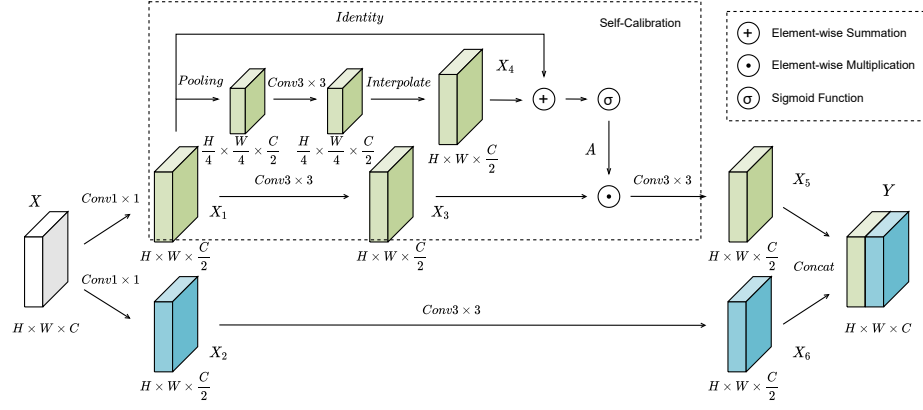 Identity
Self-Calibration
+ Element-wise Summation
• Element-wise Multiplication
σ Sigmoid Function
Pooling
Conv3 × 3
Interpolate
X₄
+
σ
H/4 × W/4 × C/2
H/4 × W/4 × C/2
H × W × C/2
A
X
Conv1 × 1
X₁
Conv3 × 3
X₃
•
Conv3 × 3
X₅
Y
H × W × C/2
H × W × C/2
H × W × C/2
Conv1 × 1
Concat
H × W × C
H × W × C
X₂
Conv3 × 3
X₆
H × W × C/2
H × W × C/2